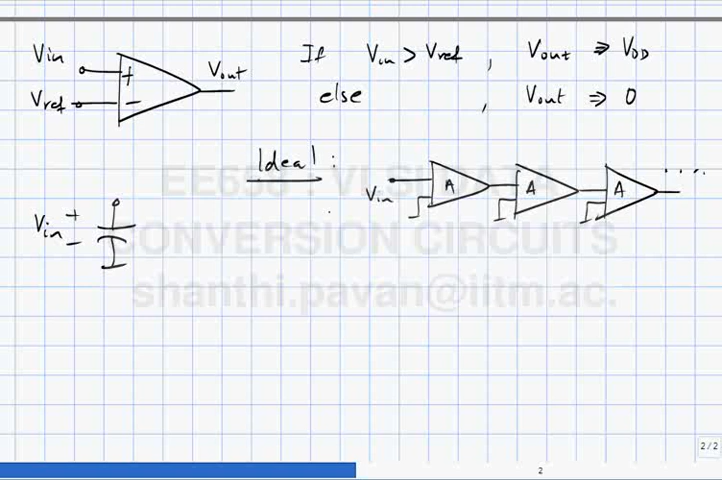 Vin
Vref
+
−
Vout
If Vin > Vref , Vout ⇒ VDD
else , Vout ⇒ 0
Ideal :
Vin
A
A
A
....
Vin
+
−
EE658: VLSI DATA
CONVERSION CIRCUITS
shanthi.pavan@iitm.ac.
2/2
2